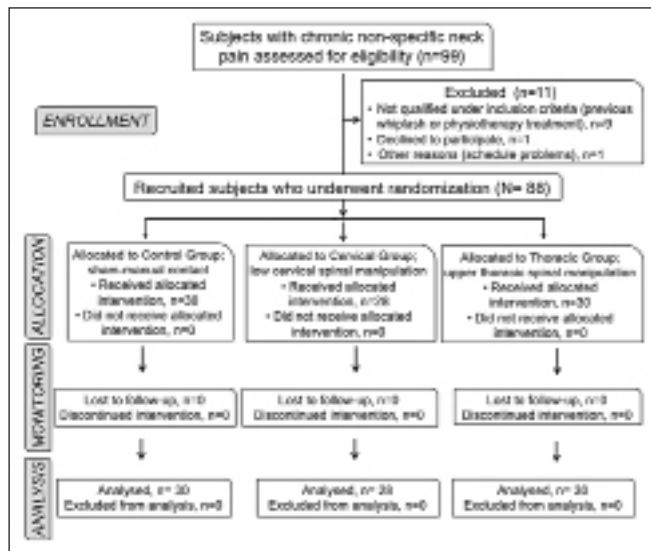 Subjects with chronic non-specific neck
pain assessed for eligibility (n=99)
ENROLLMENT
Excluded (n=11)
• Not qualified under inclusion criteria (previous
whiplash or physiotherapy treatment), n=9
• Declined to participate, n=1
• Other reasons (schedule problems), n=1
Recruited subjects who underwent randomization (N= 88)
ALLOCATION
Allocated to Control Group;
sham-manual contact
• Received allocated
intervention, n=30
• Did not receive allocated
intervention, n=0
Allocated to Cervical Group;
low cervical spinal manipulation
• Received allocated
intervention, n=28
• Did not receive allocated
intervention, n=0
Allocated to Thoracic Group;
upper thoracic spinal manipulation
• Received allocated
intervention, n=30
• Did not receive allocated
intervention, n=0
MONITORING
Lost to follow-up, n=0
Discontinued intervention, n=0
Lost to follow-up, n=0
Discontinued intervention, n=0
Lost to follow-up, n=0
Discontinued intervention, n=0
ANALYSIS
Analysed, n= 30
Excluded from analysis, n=0
Analysed, n= 28
Excluded from analysis, n=0
Analysed, n= 30
Excluded from analysis, n=0